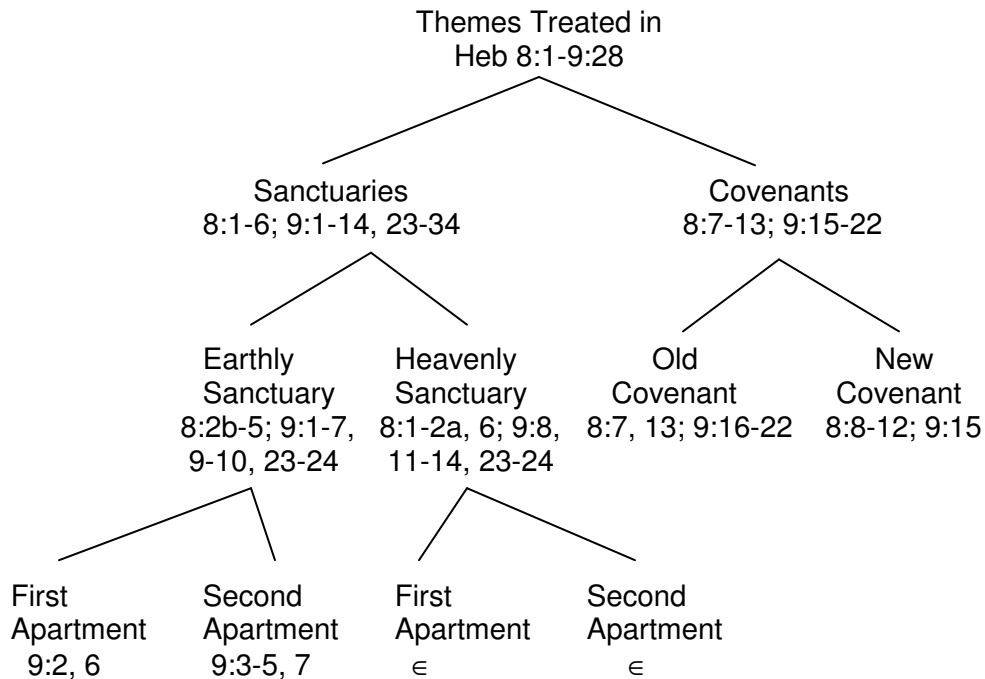 Themes Treated in
Heb 8:1-9:28
Sanctuaries
8:1-6; 9:1-14, 23-34
Covenants
8:7-13; 9:15-22
Earthly
Sanctuary
8:2b-5; 9:1-7,
9-10, 23-24
Heavenly
Sanctuary
8:1-2a, 6; 9:8,
11-14, 23-24
Old
Covenant
8:7, 13; 9:16-22
New
Covenant
8:8-12; 9:15
First
Apartment
9:2, 6
Second
Apartment
9:3-5, 7
First
Apartment
∈
Second
Apartment
∈